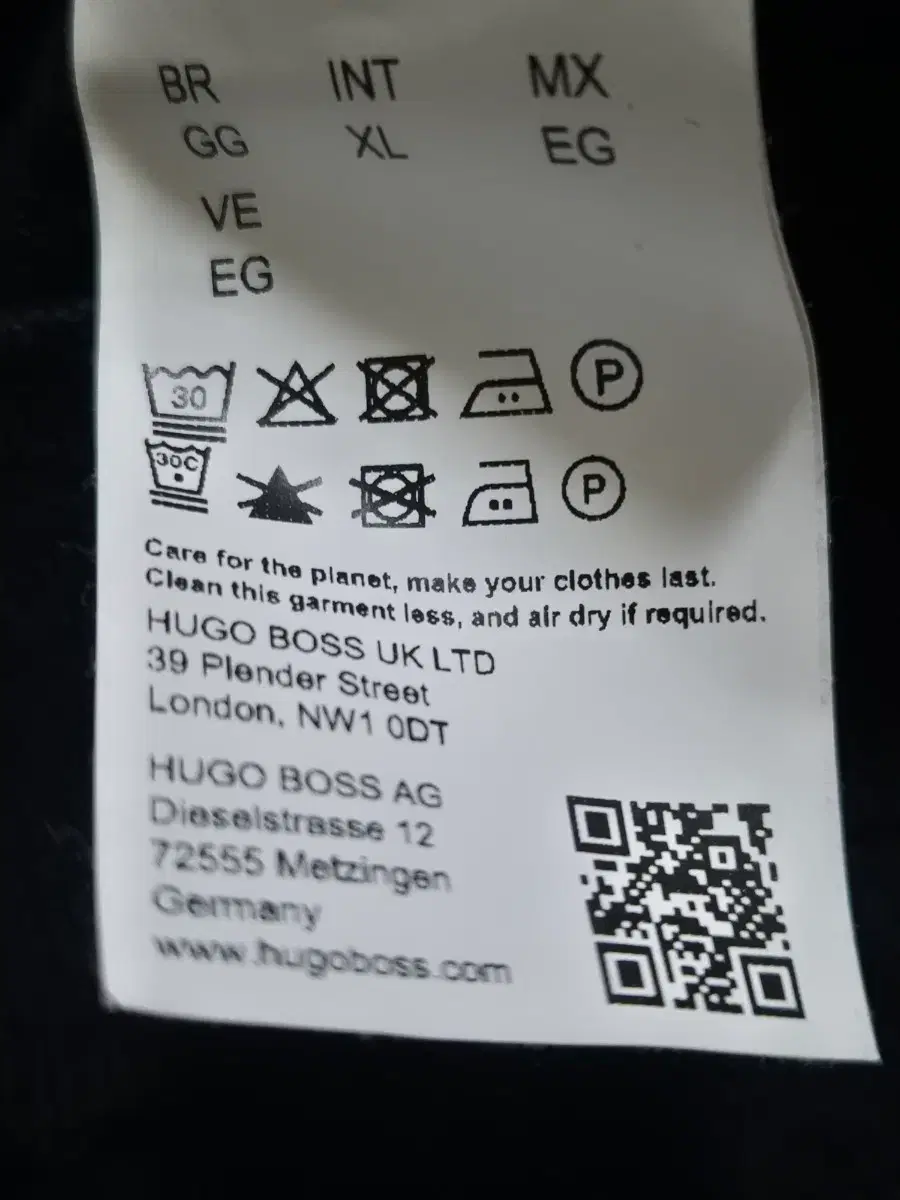 BR INT MX
GG XL EG
VE
EG
30 P
30C P
Care for the planet, make your clothes last.
Clean this garment less, and air dry if required.
HUGO BOSS UK LTD
39 Plender Street
London, NW1 0DT
HUGO BOSS AG
Dieselstrasse 12
72555 Metzingen
Germany
www.hugoboss.com